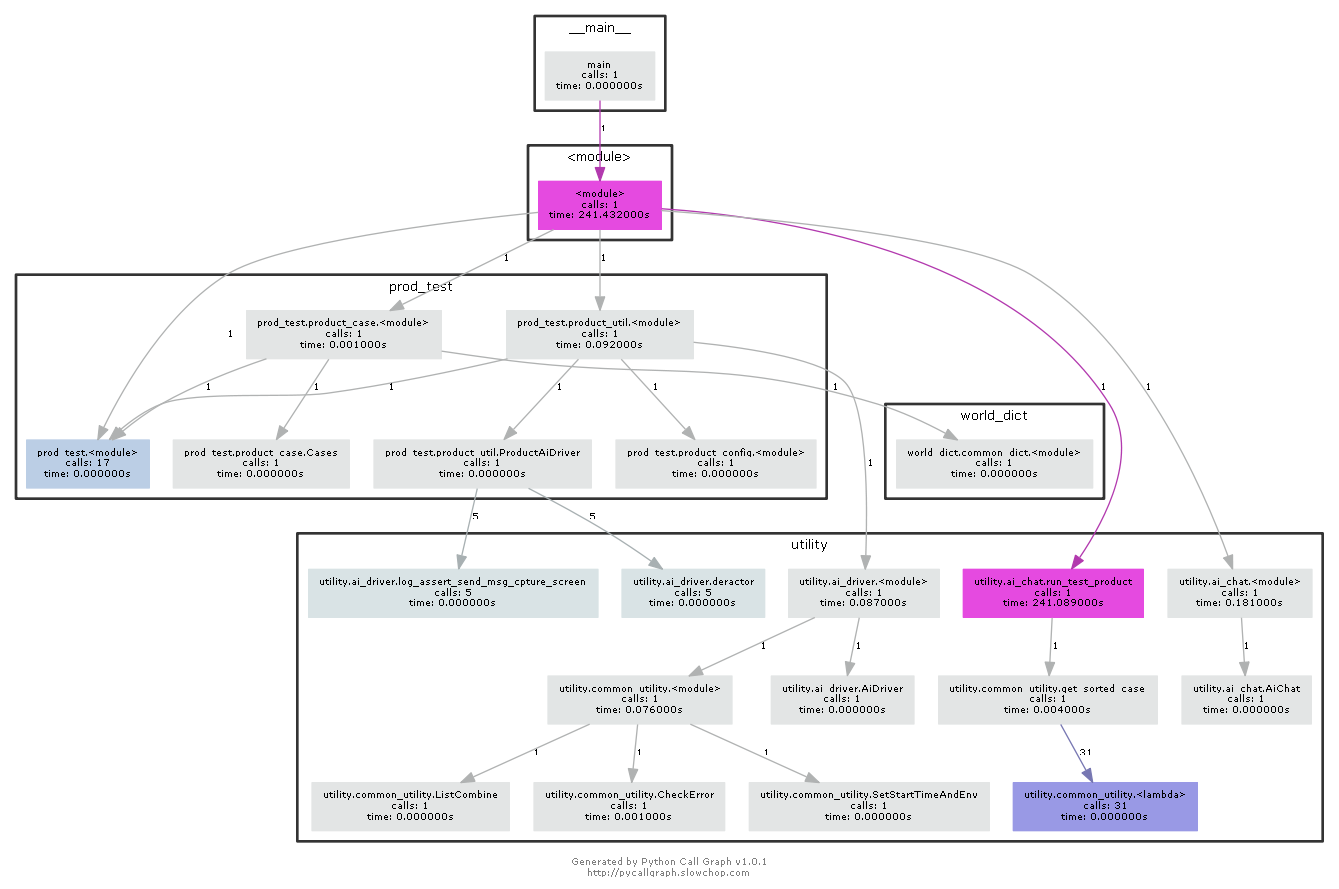 __main__
main
calls: 1
time: 0.000000s
1
<module>
<module>
calls: 1
time: 241.432000s
1
1
prod_test
prod_test.product_case.<module>
calls: 1
time: 0.001000s
prod_test.product_util.<module>
calls: 1
time: 0.092000s
1
1
1
1
1
1
1
1
1
world_dict
prod_test.<module>
calls: 17
time: 0.000000s
prod_test.product_case.Cases
calls: 1
time: 0.000000s
prod_test.product_util.ProductAiDriver
calls: 1
time: 0.000000s
prod_test.product_config.<module>
calls: 1
time: 0.000000s
world_dict.common_dict.<module>
calls: 1
time: 0.000000s
1
5
5
utility
utility.ai_driver.log_assert_send_msg_cpture_screen
calls: 5
time: 0.000000s
utility.ai_driver.deractor
calls: 5
time: 0.000000s
utility.ai_driver.<module>
calls: 1
time: 0.087000s
utility.ai_chat.run_test_product
calls: 1
time: 241.089000s
utility.ai_chat.<module>
calls: 1
time: 0.181000s
1
1
1
1
utility.common_utility.<module>
calls: 1
time: 0.076000s
utility.ai_driver.AiDriver
calls: 1
time: 0.000000s
utility.common_utility.get_sorted_case
calls: 1
time: 0.004000s
utility.ai_chat.AiChat
calls: 1
time: 0.000000s
1
1
1
31
utility.common_utility.ListCombine
calls: 1
time: 0.000000s
utility.common_utility.CheckError
calls: 1
time: 0.001000s
utility.common_utility.SetStartTimeAndEnv
calls: 1
time: 0.000000s
utility.common_utility.<lambda>
calls: 31
time: 0.000000s
Generated by Python Call Graph v1.0.1
http://pycallgraph.slowchop.com